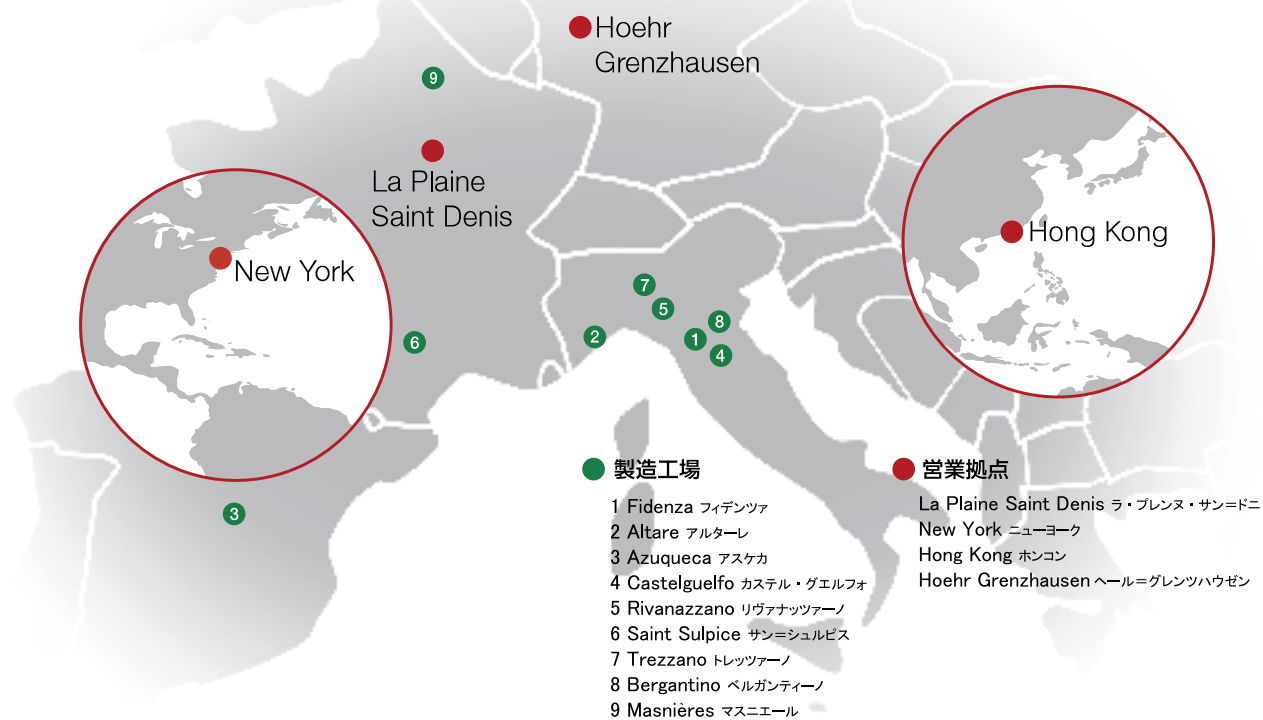 Hoehr
Grenzhausen
9
La Plaine
Saint Denis
New York
Hong Kong
7
5
8
1
2
4
6
3
製造工場
1 Fidenza フィデンツァ
2 Altare アルターレ
3 Azuqueca アスケカ
4 Castelguelfo カステル・グエルフォ
5 Rivanazzano リヴァナッツァーノ
6 Saint Sulpice サン=シュルピス
7 Trezzano トレッツァーノ
8 Bergantino ベルガンティーノ
9 Masnières マスニエール
営業拠点
La Plaine Saint Denis ラ・プレンヌ・サン=ドニ
New York ニューヨーク
Hong Kong ホンコン
Hoehr Grenzhausen ヘール=グレンツハウゼン